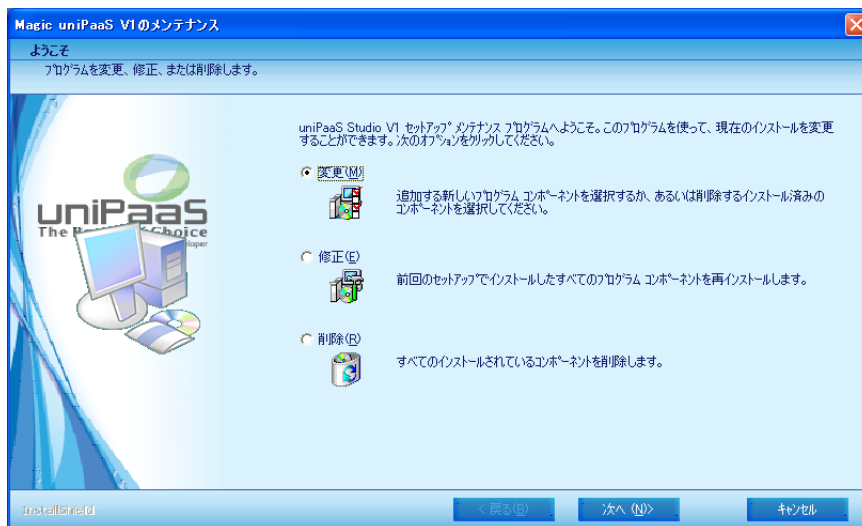 Magic uniPaaS V1のメンテナンス
ようこそ
プログラムを変更、修正、または削除します。
uniPaaS Studio V1 セットアップ メンテナンス プログラムへようこそ。このプログラムを使って、現在のインストールを変更
することができます。次のオプションをクリックしてください。
変更(M)
追加する新しいプログラム コンポーネントを選択するか、あるいは削除するインストール済みの
コンポーネントを選択してください。
uniPaaS
The Choice
修正(E)
前回のセットアップでインストールしたすべてのプログラム コンポーネントを再インストールします。
削除(R)
すべてのインストールされているコンポーネントを削除します。
InstallShield
< 戻る(B)
次へ (N)>
キャンセル